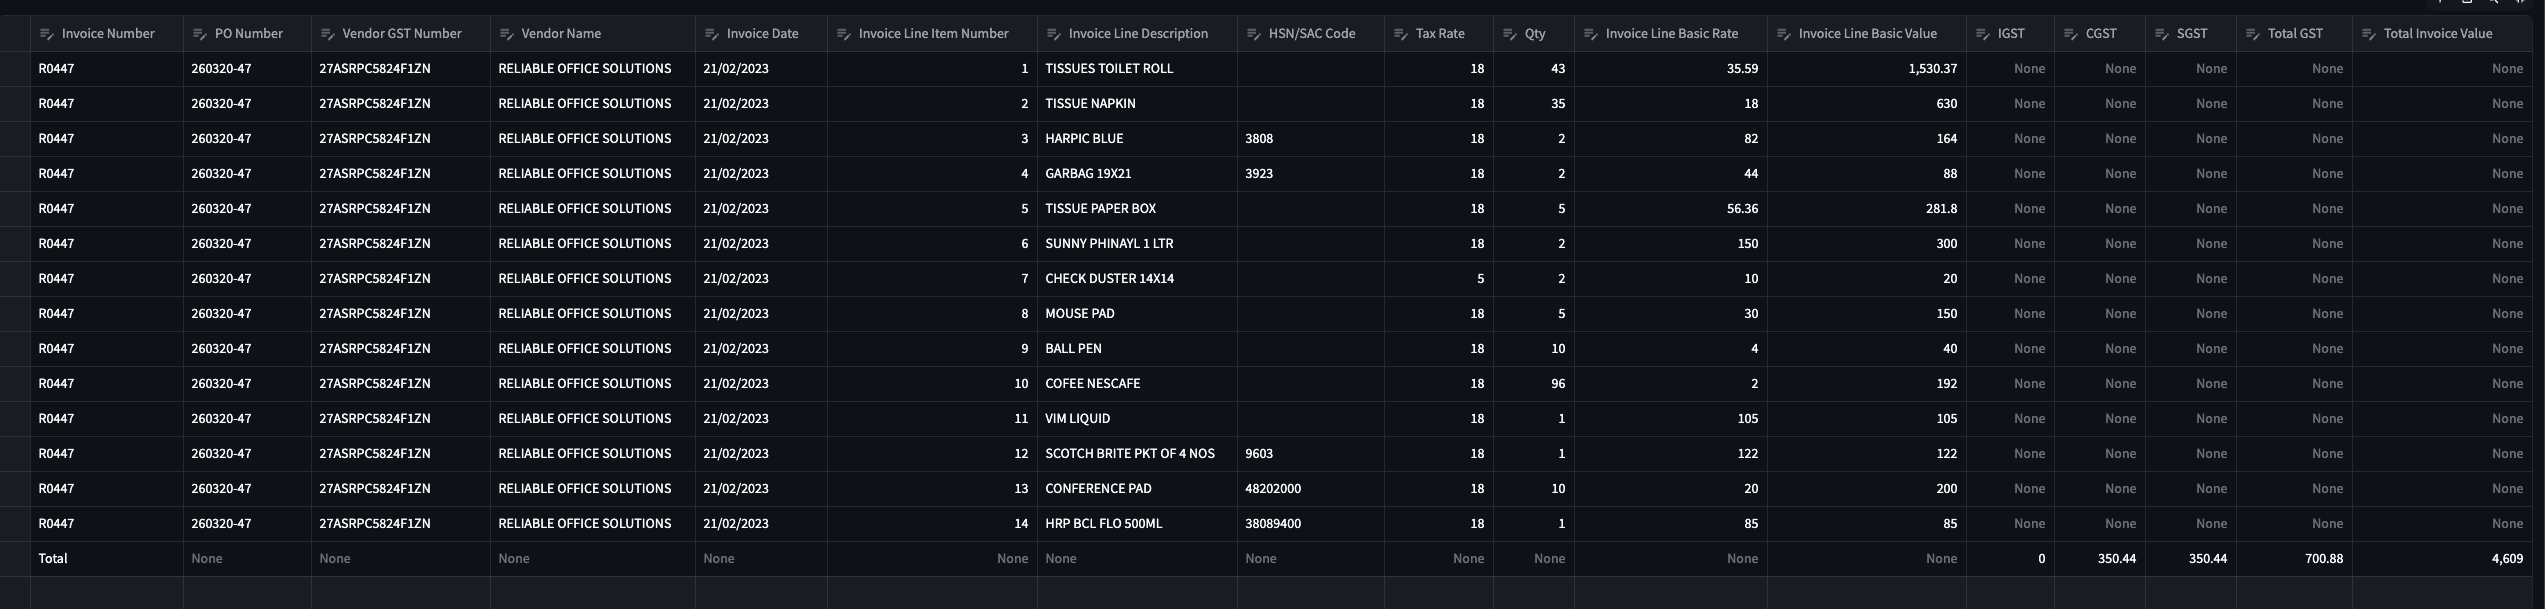 Invoice Number PO Number Vendor GST Number Vendor Name Invoice Date Invoice Line Item Number Invoice Line Description HSN/SAC Code Tax Rate Qty Invoice Line Basic Rate Invoice Line Basic Value IGST CGST SGST Total GST Total Invoice Value
R0447 260320-47 27ASRPC5824F1ZN RELIABLE OFFICE SOLUTIONS 21/02/2023 1 TISSUES TOILET ROLL 18 43 35.59 1,530.37 None None None None None
R0447 260320-47 27ASRPC5824F1ZN RELIABLE OFFICE SOLUTIONS 21/02/2023 2 TISSUE NAPKIN 18 35 18 630 None None None None None
R0447 260320-47 27ASRPC5824F1ZN RELIABLE OFFICE SOLUTIONS 21/02/2023 3 HARPIC BLUE 3808 18 2 82 164 None None None None None
R0447 260320-47 27ASRPC5824F1ZN RELIABLE OFFICE SOLUTIONS 21/02/2023 4 GARBAG 19X21 3923 18 2 44 88 None None None None None
R0447 260320-47 27ASRPC5824F1ZN RELIABLE OFFICE SOLUTIONS 21/02/2023 5 TISSUE PAPER BOX 18 5 56.36 281.8 None None None None None
R0447 260320-47 27ASRPC5824F1ZN RELIABLE OFFICE SOLUTIONS 21/02/2023 6 SUNNY PHINAYL 1 LTR 18 2 150 300 None None None None None
R0447 260320-47 27ASRPC5824F1ZN RELIABLE OFFICE SOLUTIONS 21/02/2023 7 CHECK DUSTER 14X14 5 2 10 20 None None None None None
R0447 260320-47 27ASRPC5824F1ZN RELIABLE OFFICE SOLUTIONS 21/02/2023 8 MOUSE PAD 18 5 30 150 None None None None None
R0447 260320-47 27ASRPC5824F1ZN RELIABLE OFFICE SOLUTIONS 21/02/2023 9 BALL PEN 18 10 4 40 None None None None None
R0447 260320-47 27ASRPC5824F1ZN RELIABLE OFFICE SOLUTIONS 21/02/2023 10 COFEE NESCAFE 18 96 2 192 None None None None None
R0447 260320-47 27ASRPC5824F1ZN RELIABLE OFFICE SOLUTIONS 21/02/2023 11 VIM LIQUID 18 1 105 105 None None None None None
R0447 260320-47 27ASRPC5824F1ZN RELIABLE OFFICE SOLUTIONS 21/02/2023 12 SCOTCH BRITE PKT OF 4 NOS 9603 18 1 122 122 None None None None None
R0447 260320-47 27ASRPC5824F1ZN RELIABLE OFFICE SOLUTIONS 21/02/2023 13 CONFERENCE PAD 48202000 18 10 20 200 None None None None None
R0447 260320-47 27ASRPC5824F1ZN RELIABLE OFFICE SOLUTIONS 21/02/2023 14 HRP BCL FLO 500ML 38089400 18 1 85 85 None None None None None
Total None None None None None None None None None None None 0 350.44 350.44 700.88 4,609